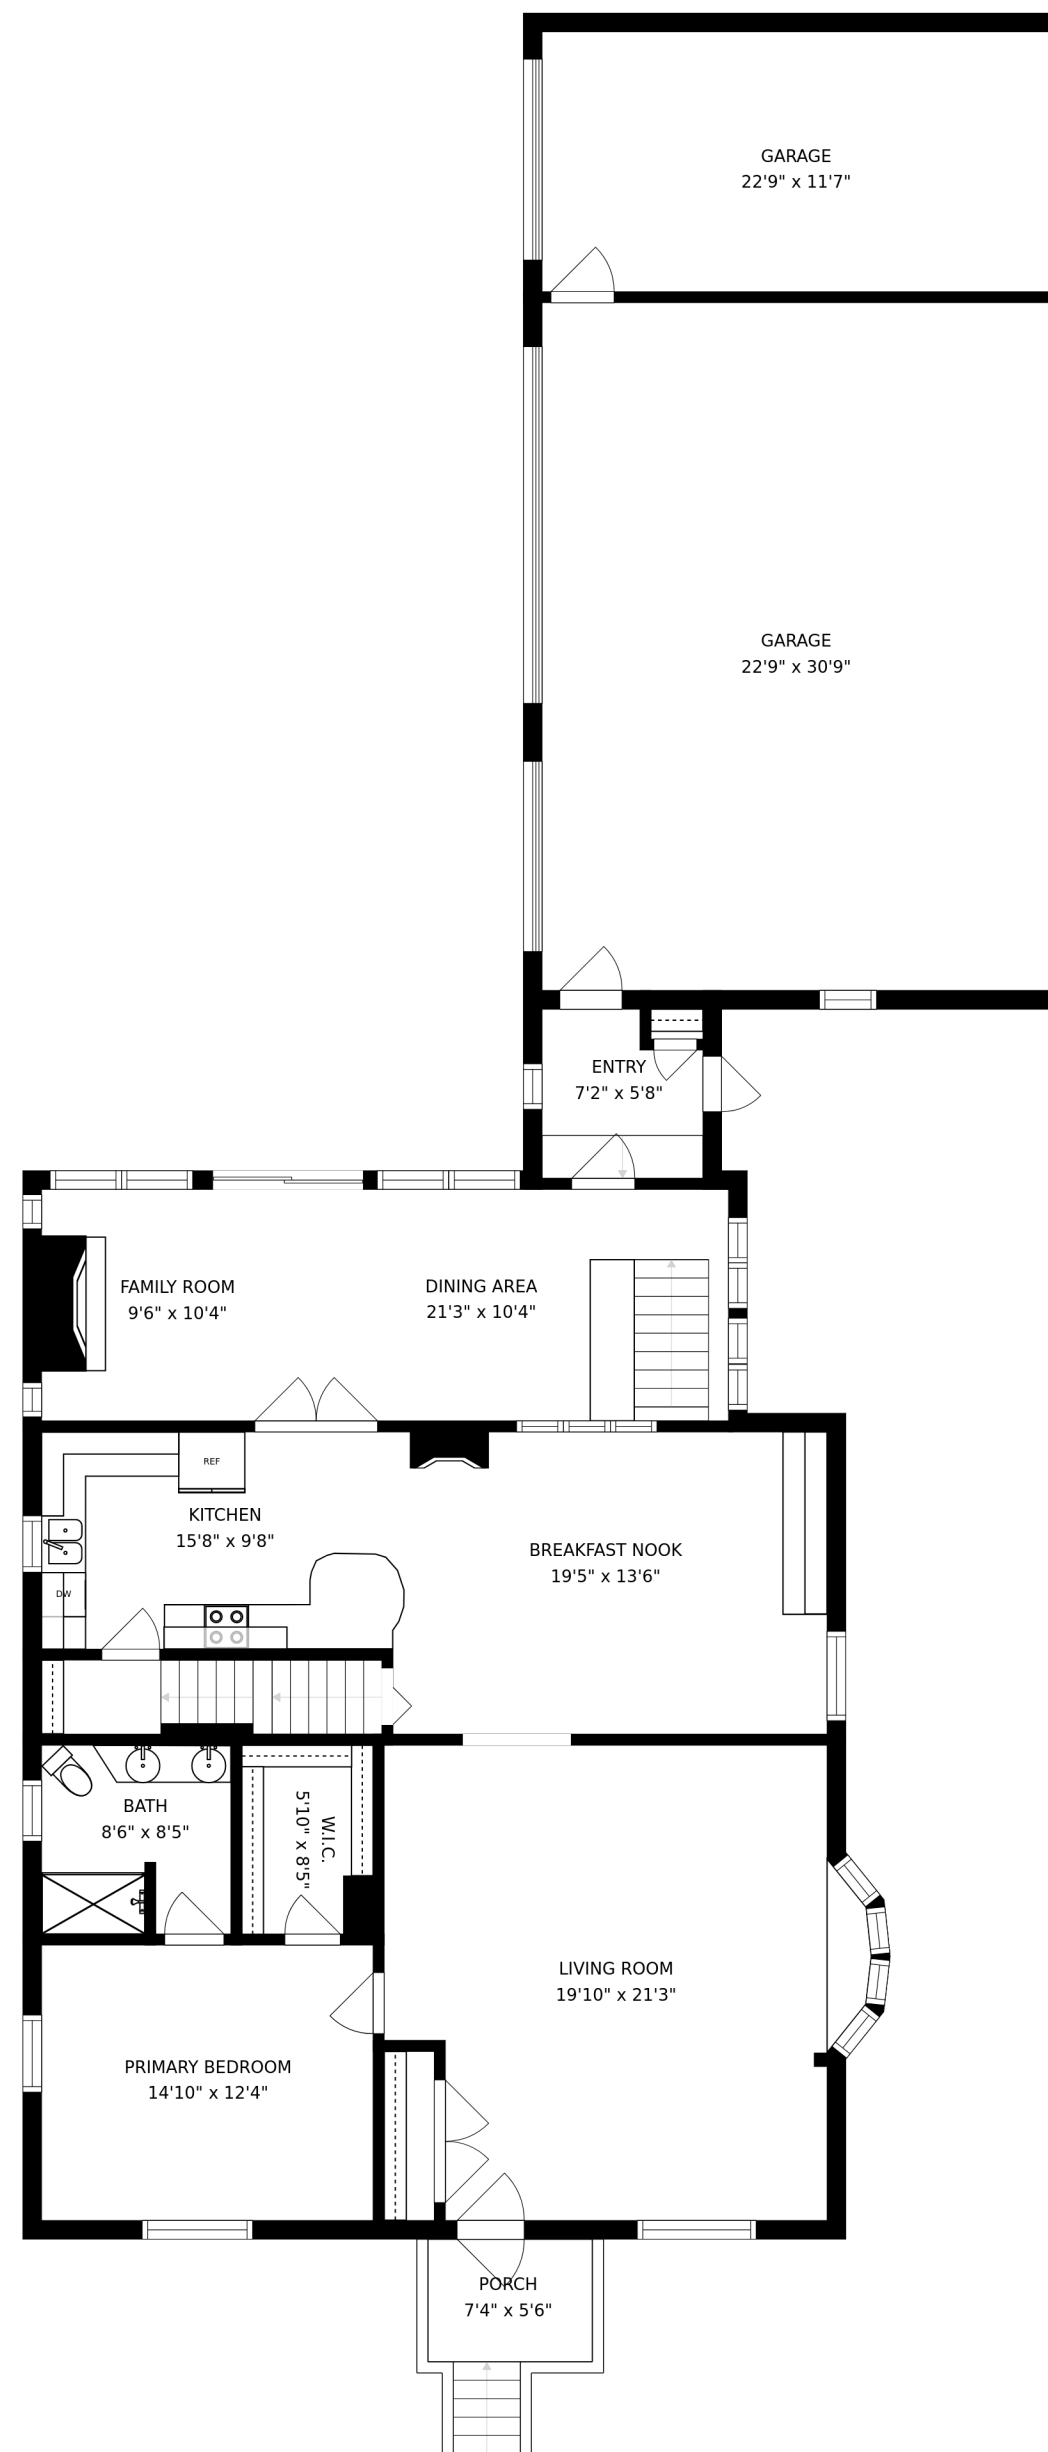 GARAGE
22'9" x 11'7"
GARAGE
22'9" x 30'9"
ENTRY
7'2" x 5'8"
FAMILY ROOM
9'6" x 10'4"
DINING AREA
21'3" x 10'4"
REF
KITCHEN
15'8" x 9'8"
BREAKFAST NOOK
19'5" x 13'6"
DW
BATH
8'6" x 8'5"
W.I.C.
5'10" x 8'5"
LIVING ROOM
19'10" x 21'3"
PRIMARY BEDROOM
14'10" x 12'4"
PORCH
7'4" x 5'6"